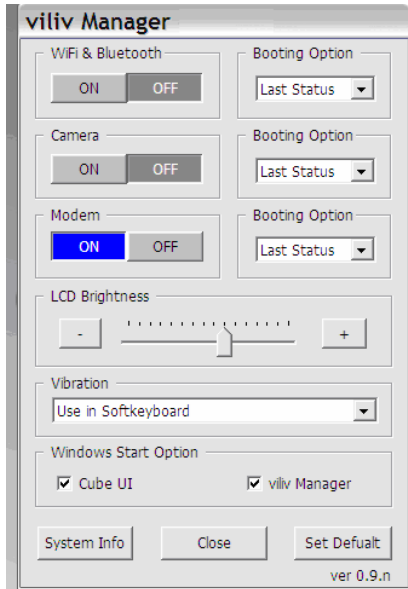 viliv Manager
WiFi & Bluetooth Booting Option
ON OFF Last Status
Camera Booting Option
ON OFF Last Status
Modem Booting Option
ON OFF Last Status
LCD Brightness
- +
Vibration
Use in Softkeyboard
Windows Start Option
Cube UI viliv Manager
System Info Close Set Defualt
ver 0.9.n